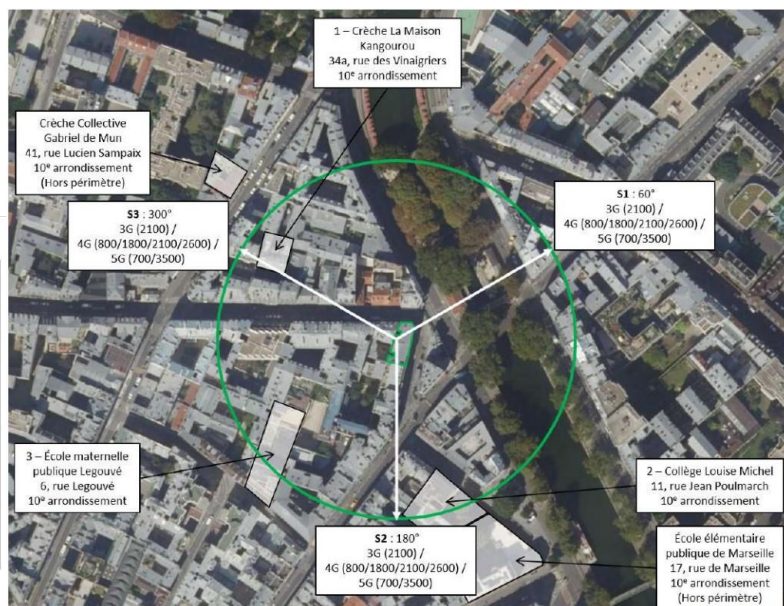 1 – Crèche La Maison
Kangourou
34a, rue des Vinaigriers
10e arrondissement
Crèche Collective
Gabriel de Mun
41, rue Lucien Sampaix
10e arrondissement
(Hors périmètre)
S3 : 300°
3G (2100) /
4G (800/1800/2100/2600) /
5G (700/3500)
S1 : 60°
3G (2100) /
4G (800/1800/2100/2600) /
5G (700/3500)
3 – École maternelle
publique Legouvé
6, rue Legouvé
10e arrondissement
S2 : 180°
3G (2100) /
4G (800/1800/2100/2600) /
5G (700/3500)
2 – Collège Louise Michel
11, rue Jean Poulmarch
10e arrondissement
École élémentaire
publique de Marseille
17, rue de Marseille
10e arrondissement
(Hors périmètre)